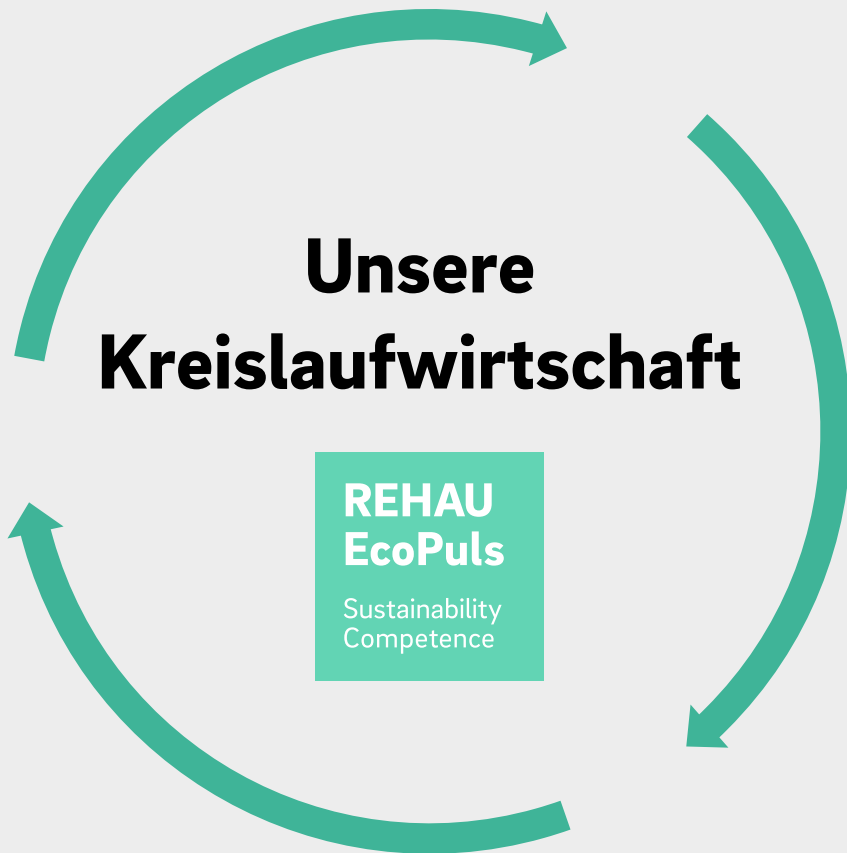 Unsere
Kreislaufwirtschaft
REHAU
EcoPuls
Sustainability
Competence